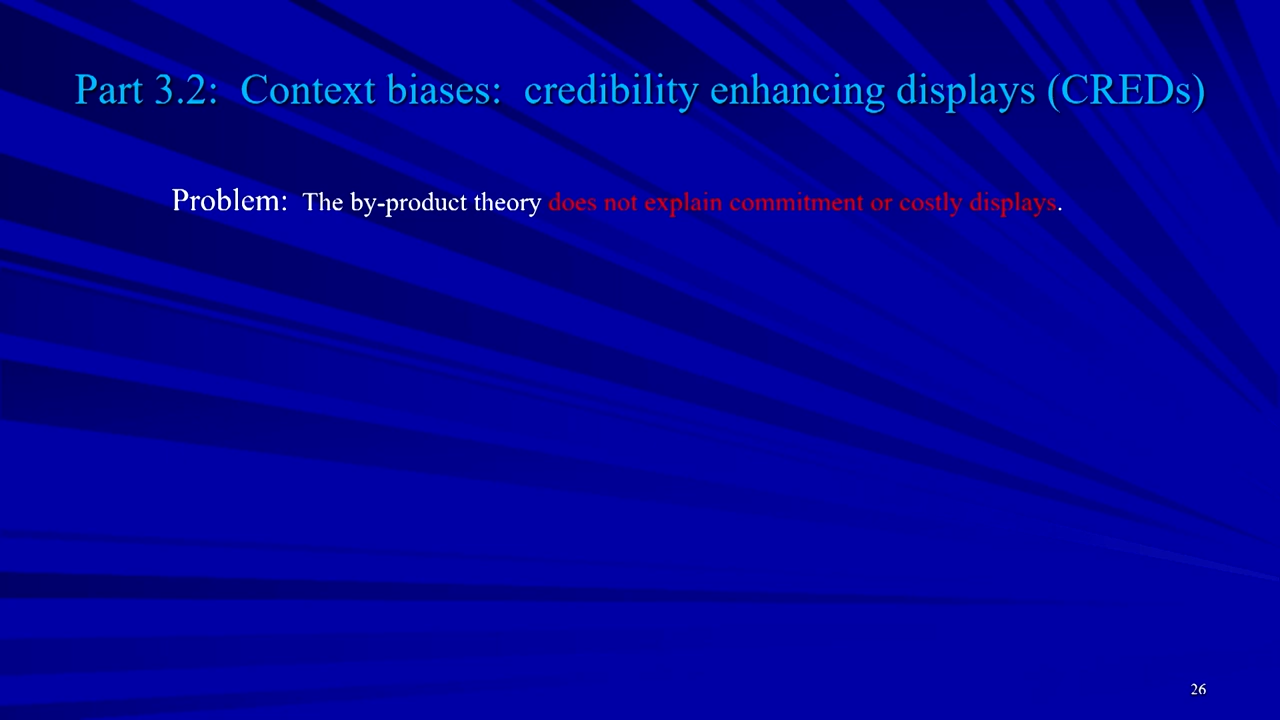 Part 3.2:  Context biases:  credibility enhancing displays (CREDs)
Problem:  The by-product theory does not explain commitment or costly displays.
26